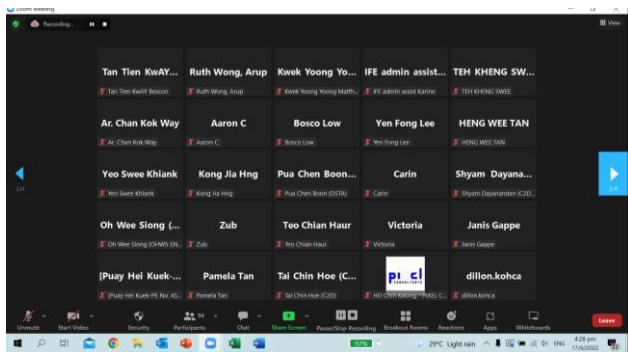 Zoom Meeting
Recording...
View
Tan Tien KwAY... Ruth Wong, Arup Kwek Yoong Yo... IFE admin assist... TEH KHENG SW...
Tan Tien KwAY Bescon Ruth Wong, Arup Kwek Yoong Yoong Matth... IFE admin assist Karine TEH KHENG SWEE
Ar. Chan Kok Way Aaron C Bosco Low Yen Fong Lee HENG WEE TAN
Ar. Chan Kok Way Aaron C Bosco Low Yen Fong Lee HENG WEE TAN
Yeo Swee Khiank Kong Jia Hng Pua Chen Boon... Carin Shyam Dayana...
2/4 Yeo Swee Khiank Kong Jia Hng Pua Chen Boon (DSTA) Carin Shyam Dayanandan (C2D... 2/4
Oh Wee Siong (... Zub Teo Chian Haur Victoria Janis Gappe
Oh Wee Siong (OHWS EN... Zub Teo Chian Haur Victoria Janis Gappe
[Puay Hei Kuek-... Pamela Tan Tai Chin Hoe (C... dillon.kohca
CONSULTANTS
[Puay Hei Kuek-PE No. 45... Pamela Tan Tai Chin Hoe (C2D) HO Chin Kwong - PIXEL C... dillon.kohca
94
Unmute Start Video Security Participants Chat Share Screen Pause/Stop Recording Breakout Rooms Reactions Apps Whiteboards Leave
97% 29°C Light rain ENG 4:28 pm
17/6/2022